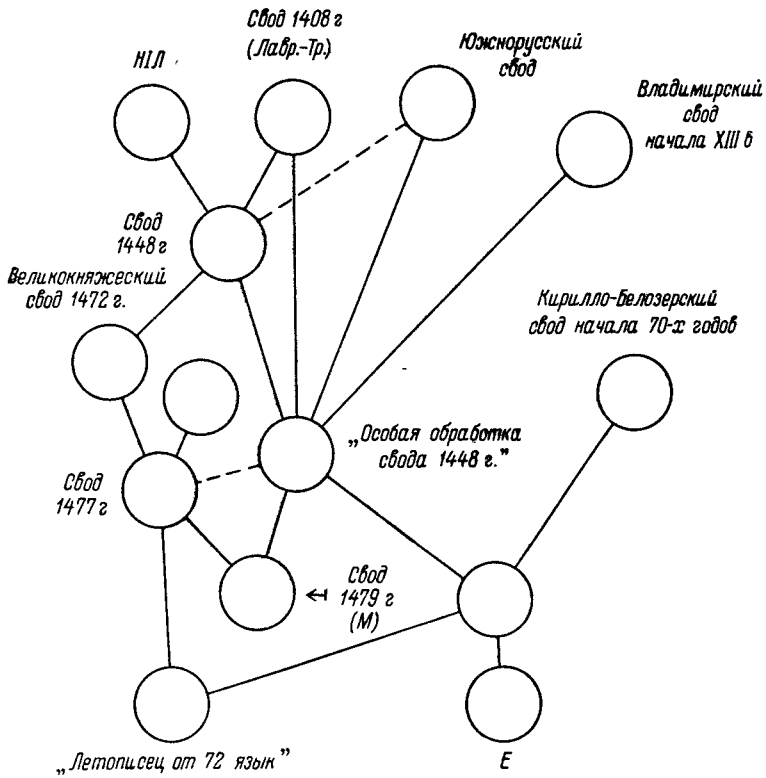 Свод 1408 г
(Лавр.-Тр.)
НІЛ
Южнорусский
свод
Владимирский
свод
начала XIII в
Свод
1448 г
Великокняжеский
свод 1472 г.
Кирилло-Белозерский
свод начала 70-х годов
„Особая обработка
свода 1448 г.”
Свод
1477 г
Свод
1479 г
(М)
„Летописец от 72 язык”
Е